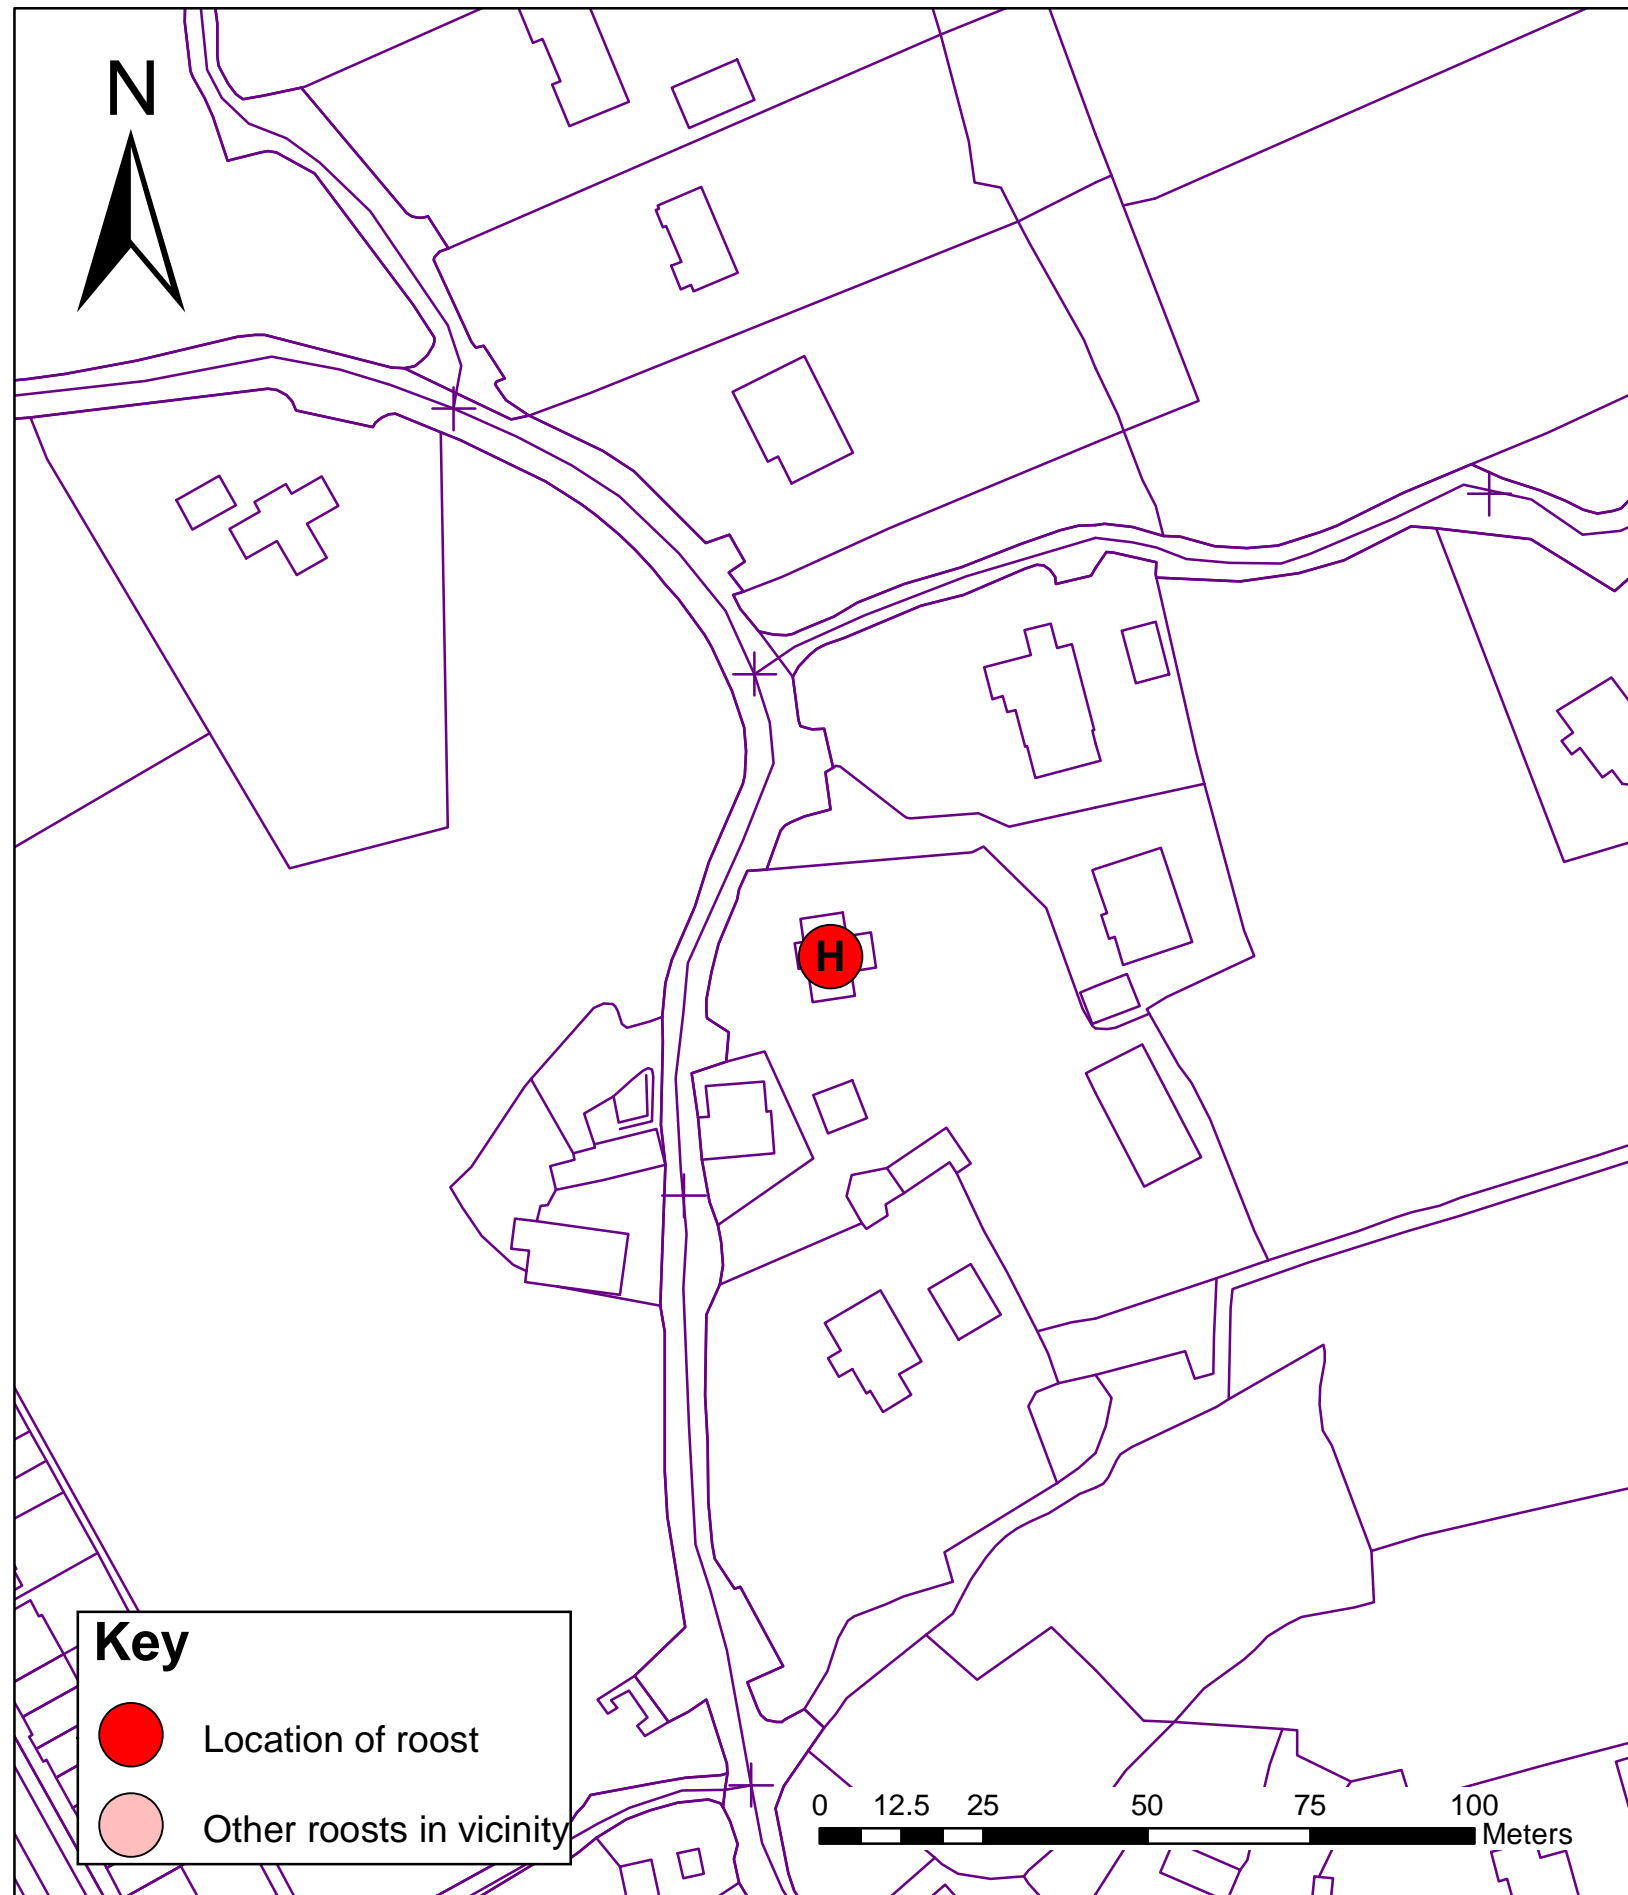 N
H
Key
Location of roost
Other roosts in vicinity
0 12.5 25 50 75 100
Meters